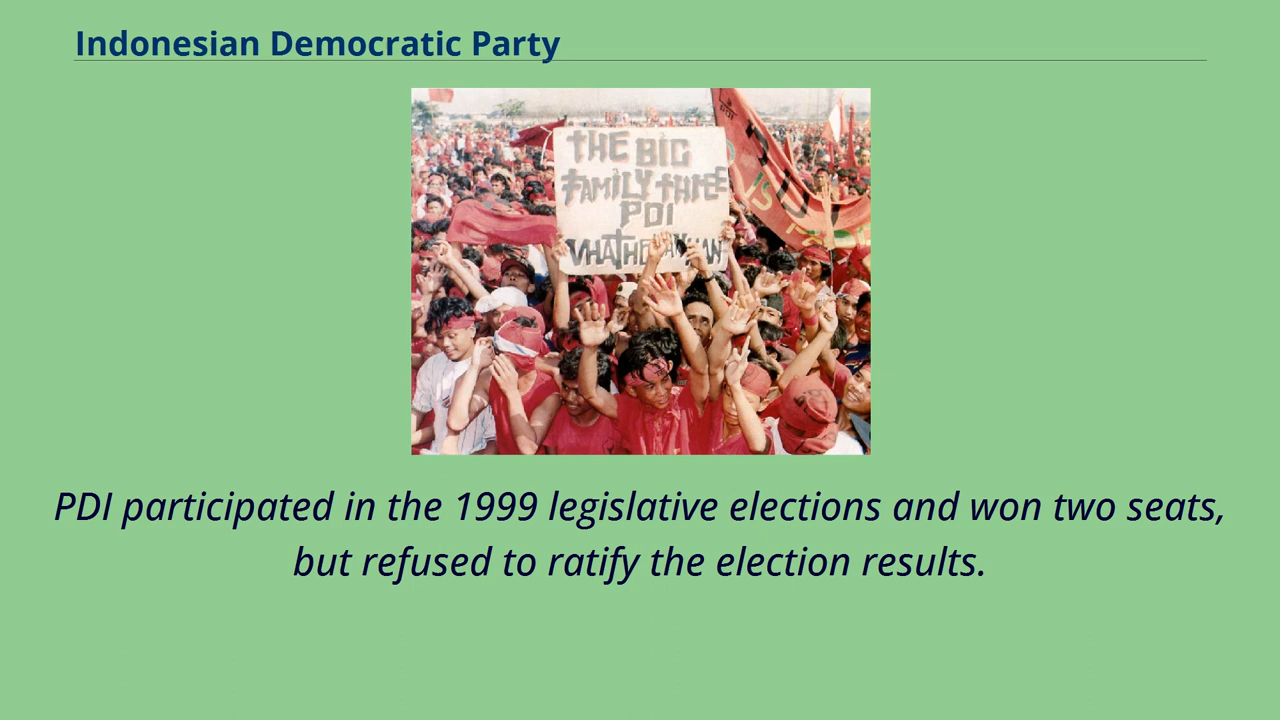 Indonesian Democratic Party
THE BIG
FAMILY THREE
PDI
PDI participated in the 1999 legislative elections and won two seats,
but refused to ratify the election results.